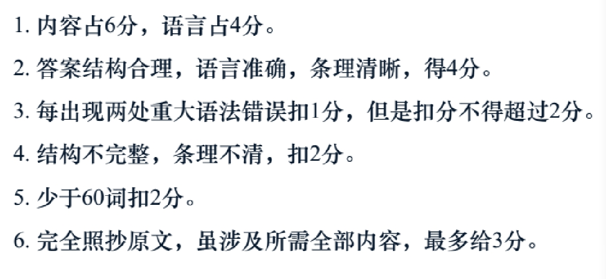 1. 内容占6分，语言占4分。
2. 答案结构合理，语言准确，条理清晰，得4分。
3. 每出现两处重大语法错误扣1分，但是扣分不得超过2分。
4. 结构不完整，条理不清，扣2分。
5. 少于60词扣2分。
6. 完全照抄原文，虽涉及所需全部内容，最多给3分。